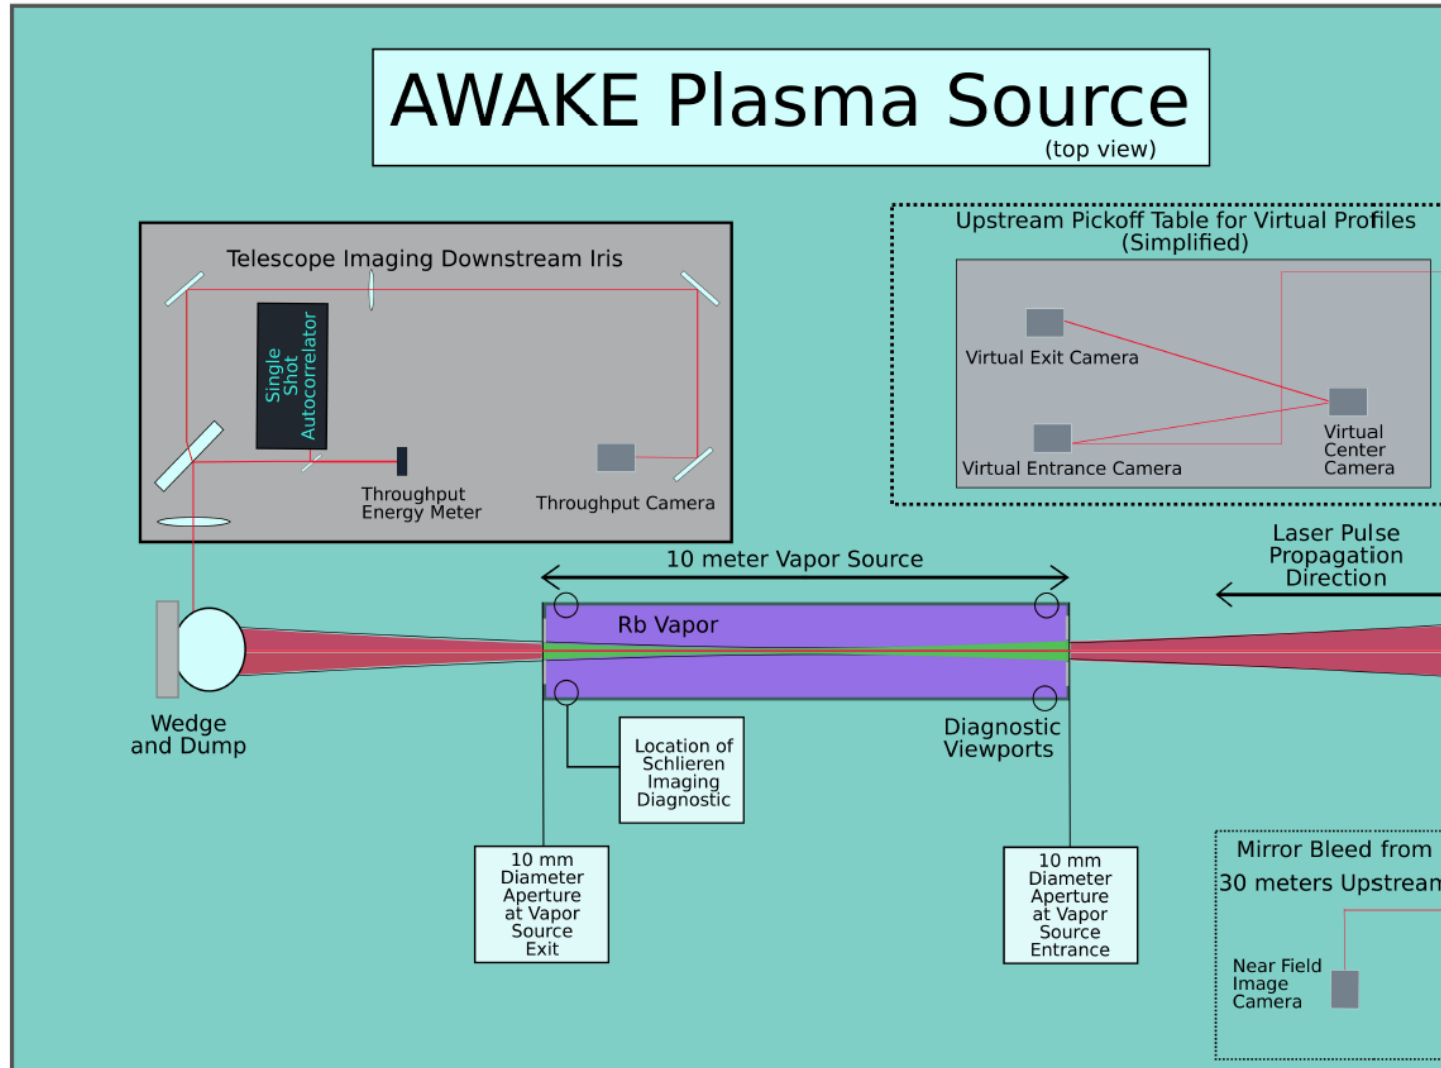 AWAKE Plasma Source
(top view)
Telescope Imaging Downstream Iris
Single
Shot
Autocorrelator
Throughput
Energy Meter
Throughput Camera
Upstream Pickoff Table for Virtual Profiles
(Simplified)
Virtual Exit Camera
Virtual Entrance Camera
Virtual
Center
Camera
Laser Pulse
Propagation
Direction
10 meter Vapor Source
Rb Vapor
Wedge
and Dump
Location of
Schlieren
Imaging
Diagnostic
Diagnostic
Viewports
10 mm
Diameter
Aperture
at Vapor
Source
Exit
10 mm
Diameter
Aperture
at Vapor
Source
Entrance
Mirror Bleed from
30 meters Upstream
Near Field
Image
Camera